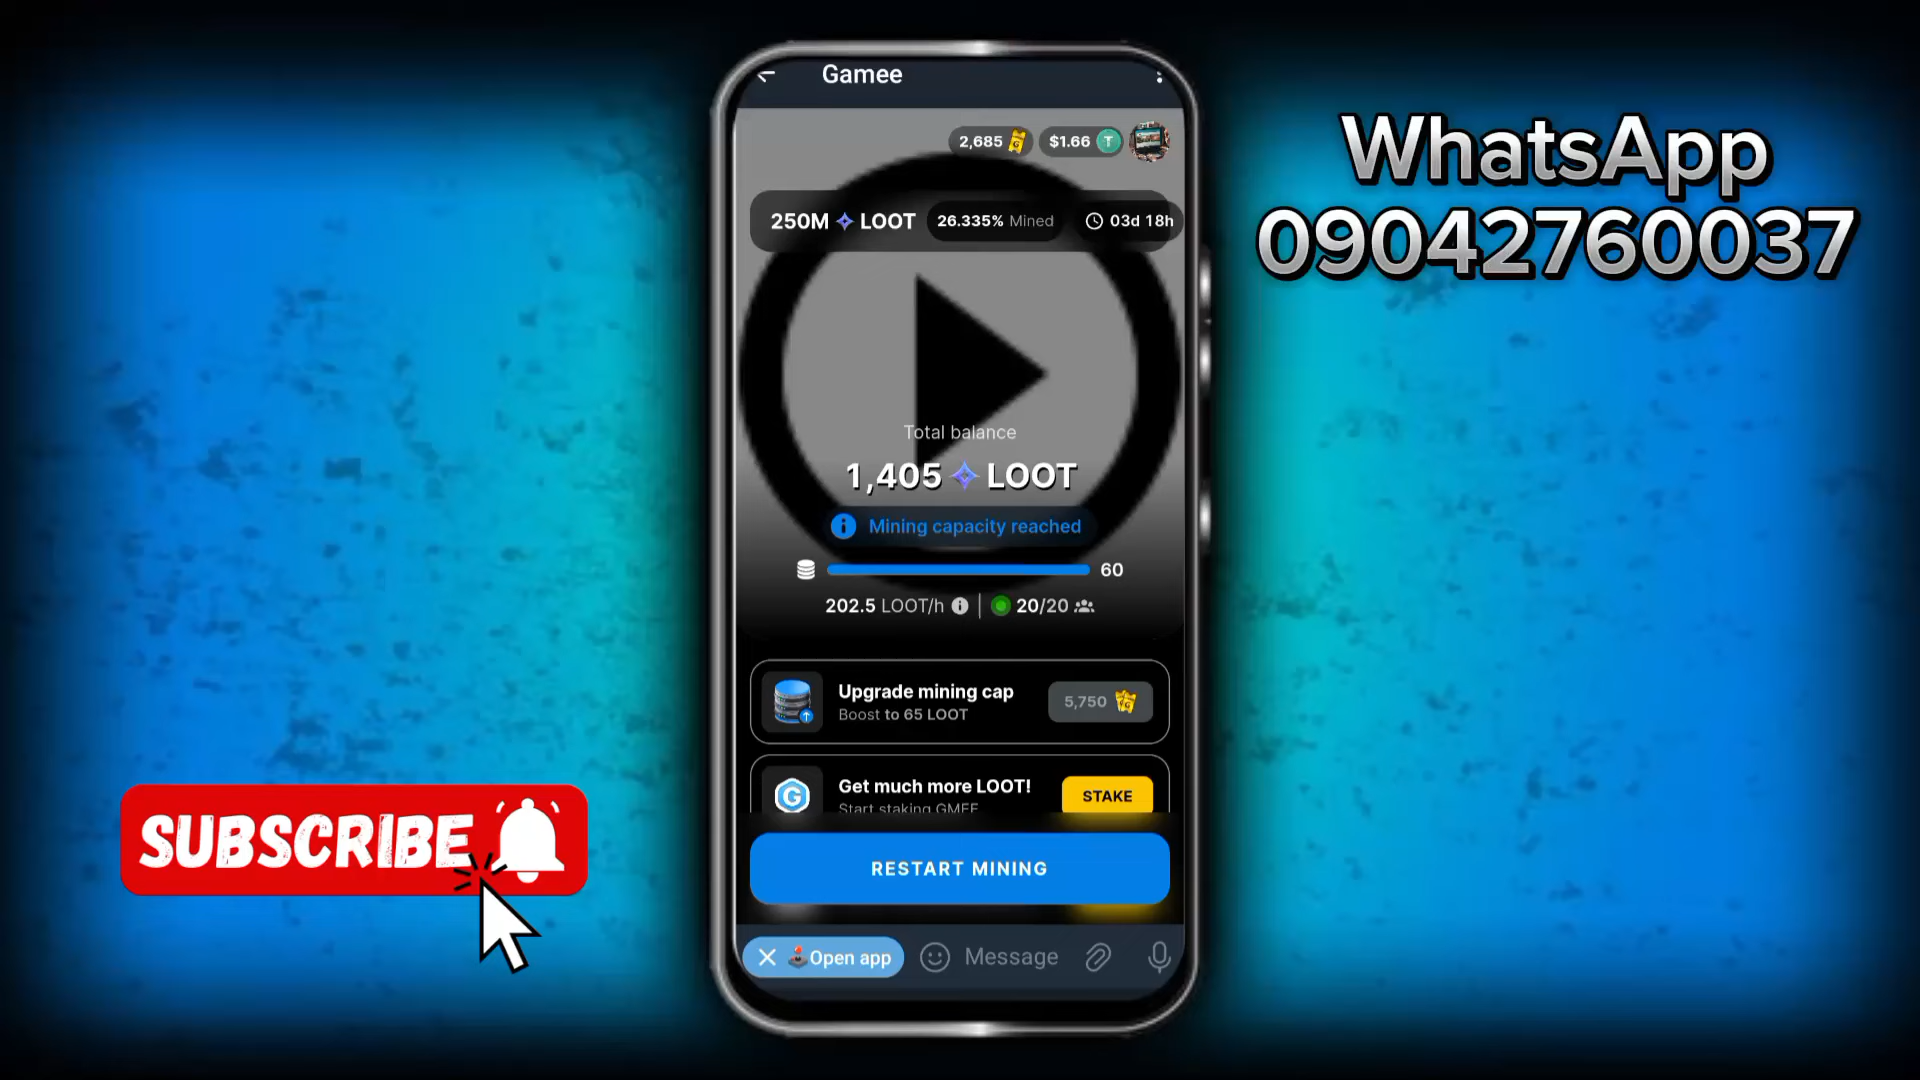 Gamee
2,685 $1.66
250M LOOT 26.335% Mined 03d 18h
Total balance
1,405 LOOT
Mining capacity reached
60
202.5 LOOT/h 20/20
Upgrade mining cap
Boost to 65 LOOT
5,750
Get much more LOOT!
Start staking GMEE
STAKE
RESTART MINING
Open app Message
WhatsApp
09042760037
SUBSCRIBE